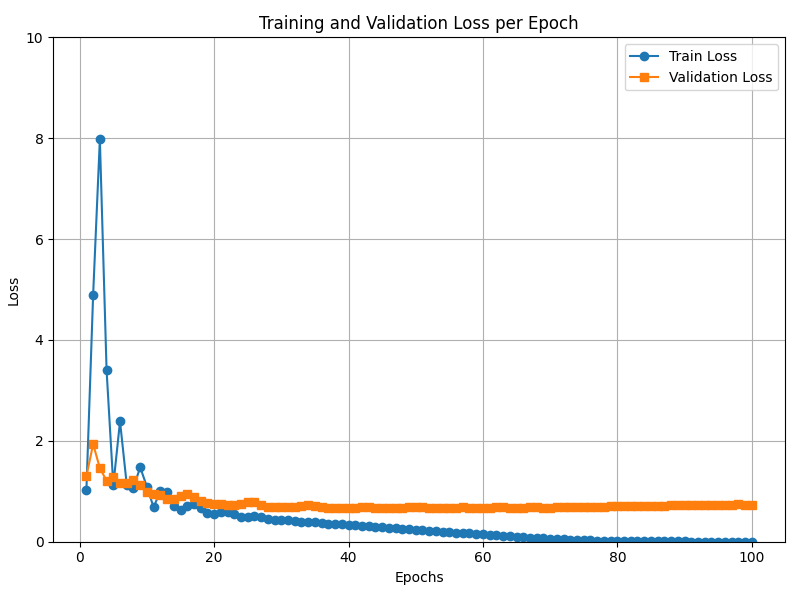 Training and Validation Loss per Epoch
10
8
6
4
2
0
Loss
Train Loss
Validation Loss
0 20 40 60 80 100
Epochs